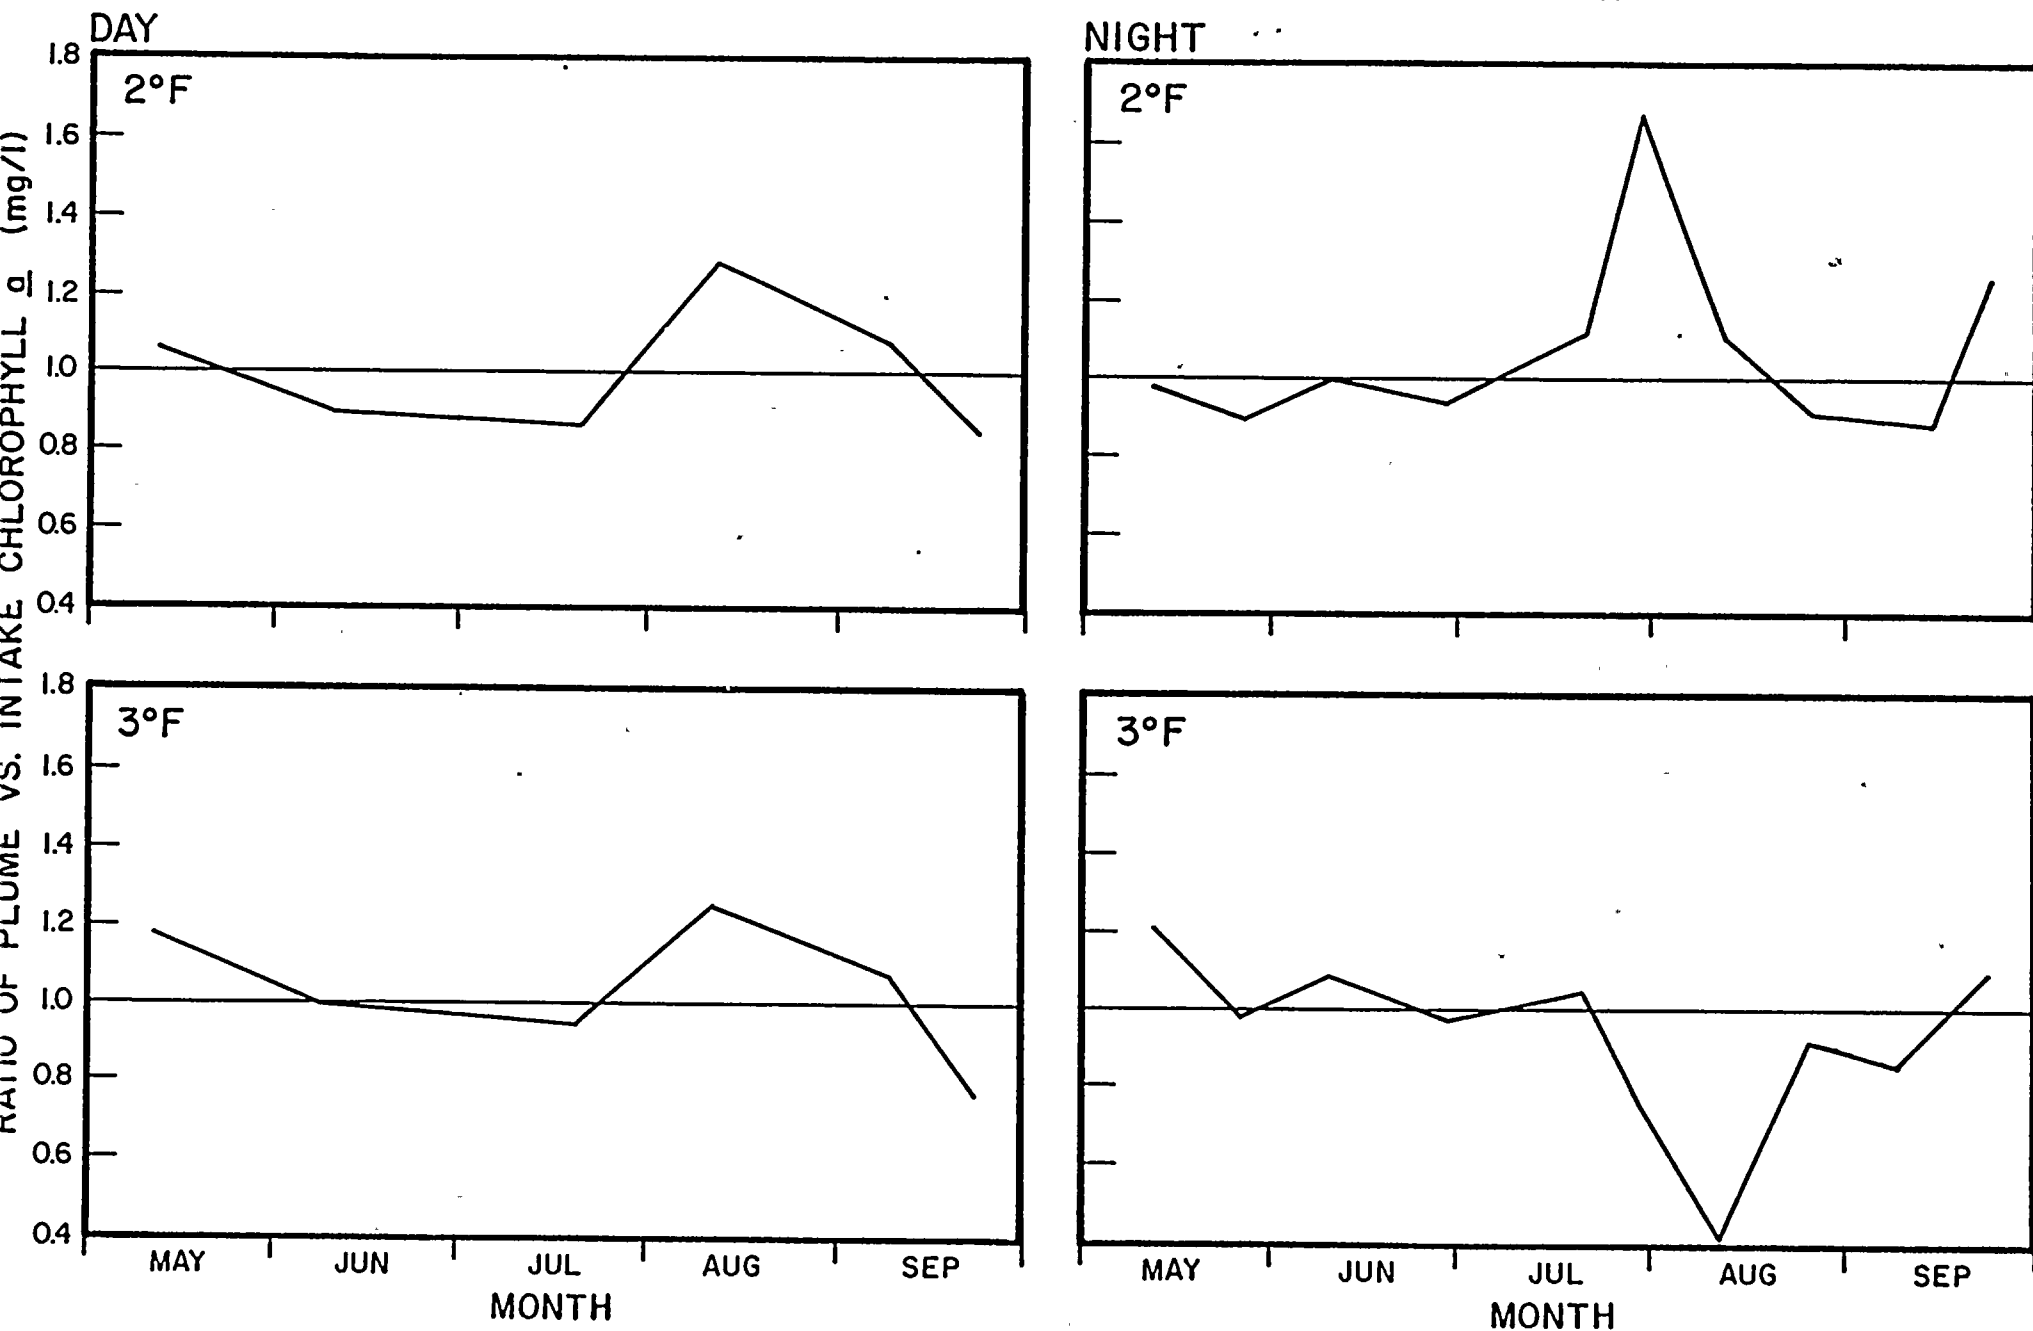 DAY
NIGHT
RATIO OF PLUME VS. INTAKE CHLOROPHYLL a (mg/l)
1.8
2°F
1.6
1.4
1.2
1.0
0.8
0.6
0.4
2°F
1.8
3°F
1.6
1.4
1.2
1.0
0.8
0.6
0.4
3°F
MAY JUN JUL AUG SEP
MONTH
MAY JUN JUL AUG SEP
MONTH